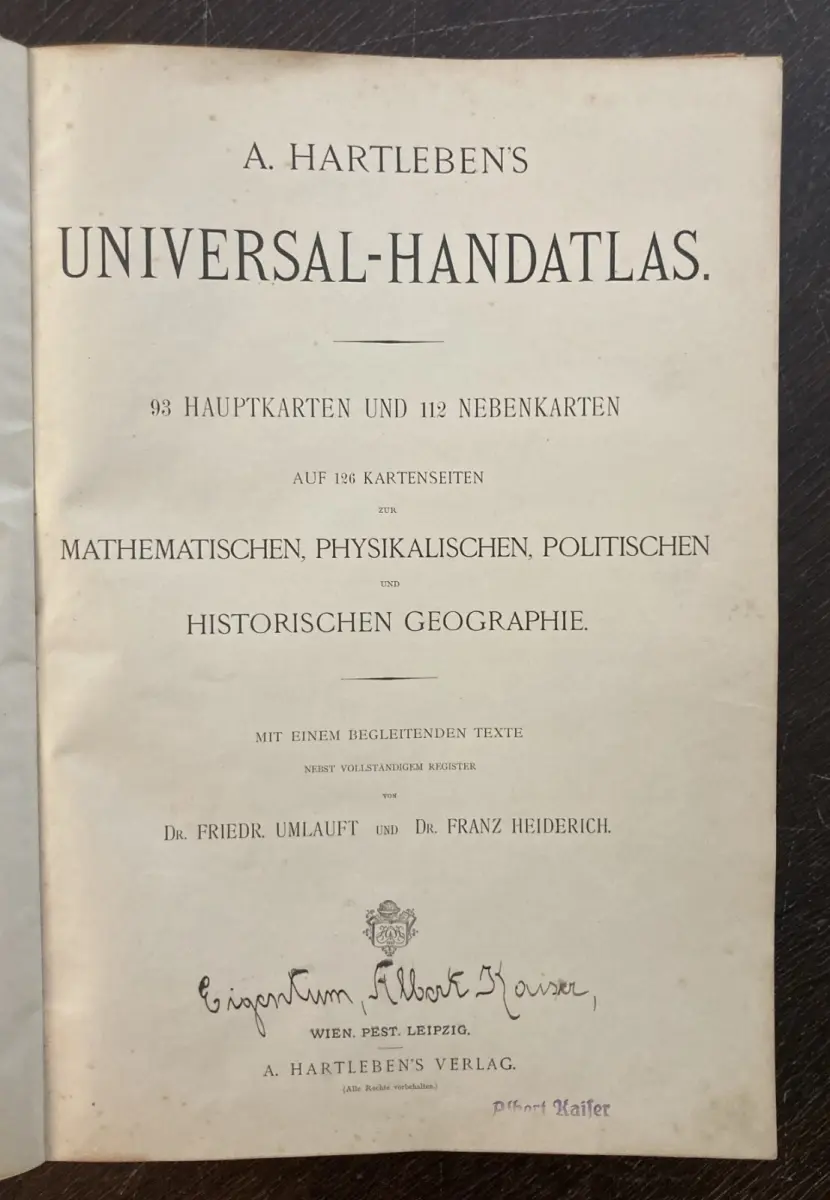 A. HARTLEBEN'S
UNIVERSAL-HANDATLAS.
93 HAUPTKARTEN UND 112 NEBENKARTEN
AUF 126 KARTENSEITEN
ZUR
MATHEMATISCHEN, PHYSIKALISCHEN, POLITISCHEN
UND
HISTORISCHEN GEOGRAPHIE.
MIT EINEM BEGLEITENDEN TEXTE
NEBST VOLLSTÄNDIGEM REGISTER
VON
DR. FRIEDR. UMLAUFT UND DR. FRANZ HEIDERICH.
Eigentum, Albert Kaiser,
WIEN. PEST. LEIPZIG.
A. HARTLEBEN'S VERLAG.
(Alle Rechte vorbehalten.)
Albert Kaiser